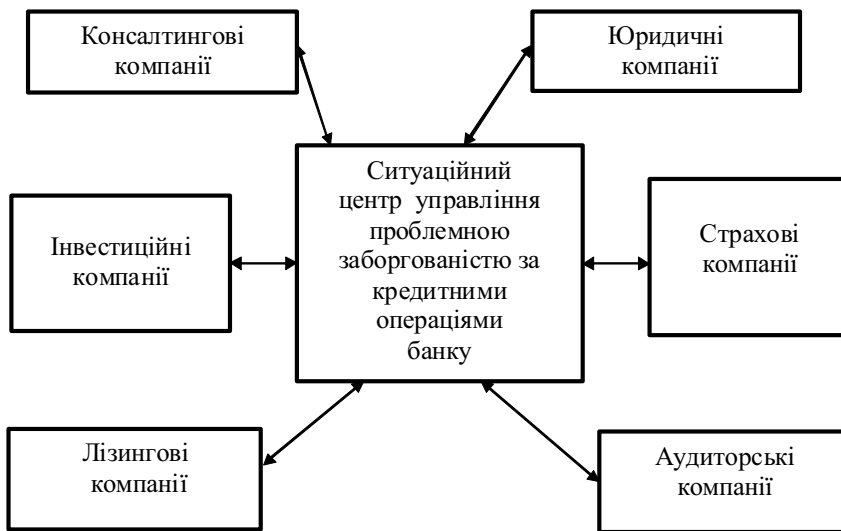 Консалтингові
компанії
Юридичні
компанії
Ситуаційний
центр управління
проблемною
заборгованістю за
кредитними
операціями
банку
Інвестиційні
компанії
Страхові
компанії
Лізингові
компанії
Аудиторські
компанії